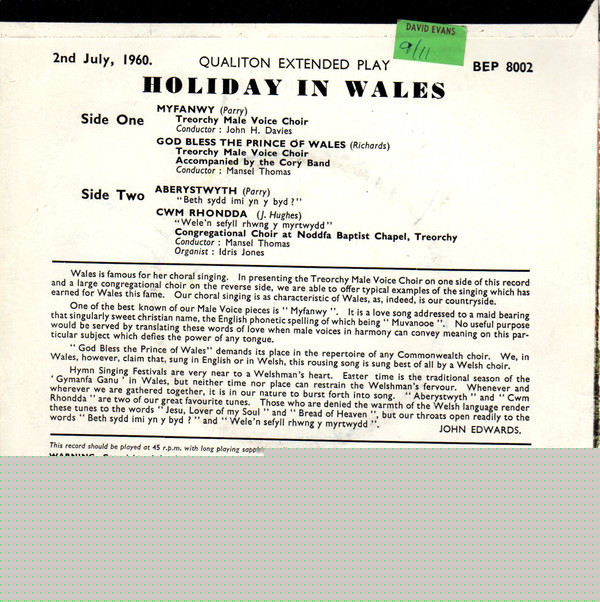 DAVID EVANS
9/11
2nd July, 1960. QUALITON EXTENDED PLAY BEP 8002
HOLIDAY IN WALES
Side One
MYFANWY (Parry)
Treorchy Male Voice Choir
Conductor : John H. Davies
GOD BLESS THE PRINCE OF WALES (Richards)
Treorchy Male Voice Choir
Accompanied by the Cory Band
Conductor : Mansel Thomas
Side Two
ABERYSTWYTH (Parry)
"Beth sydd imi yn y byd ?"
CWM RHONDDA (J. Hughes)
"Wele'n sefyll rhwng y myrtwydd"
Congregational Choir at Noddfa Baptist Chapel, Treorchy
Conductor : Mansel Thomas
Organist : Idris Jones
Wales is famous for her choral singing. In presenting the Treorchy Male Voice Choir on one side of this record
and a large congregational choir on the reverse side, we are able to offer typical examples of the singing which has
earned for Wales this fame. Our choral singing is as characteristic of Wales, as, indeed, is our countryside.
One of the best known of our Male Voice pieces is " Myfanwy ". It is a love song addressed to a maid bearing
that singularly sweet christian name, the English phonetic spelling of which being " Muvanooe ". No useful purpose
would be served by translating these words of love when male voices in harmony can convey meaning on this par-
ticular subject which defies the power of any tongue.
" God Bless the Prince of Wales" demands its place in the repertoire of any Commonwealth choir. We, in
Wales, however, claim that, sung in English or in Welsh, this rousing song is sung best of all by a Welsh choir.
Hymn Singing Festivals are very near to a Welshman's heart. Easter time is the traditional season of the
' Gymanfa Ganu ' in Wales, but neither time nor place can restrain the Welshman's fervour. Whenever and
wherever we are gathered together, it is in our nature to burst forth into song. " Aberystwyth " and " Cwm
Rhondda " are two of our great favourite tunes. Those who are denied the warmth of the Welsh language render
these tunes to the words " Jesu, Lover of my Soul " and " Bread of Heaven ", but our throats open readily to the
words " Beth sydd imi yn y byd ? " and " Wele'n sefyll rhwng y myrtwydd ".
JOHN EDWARDS.
This record should be played at 45 r.p.m. with long playing